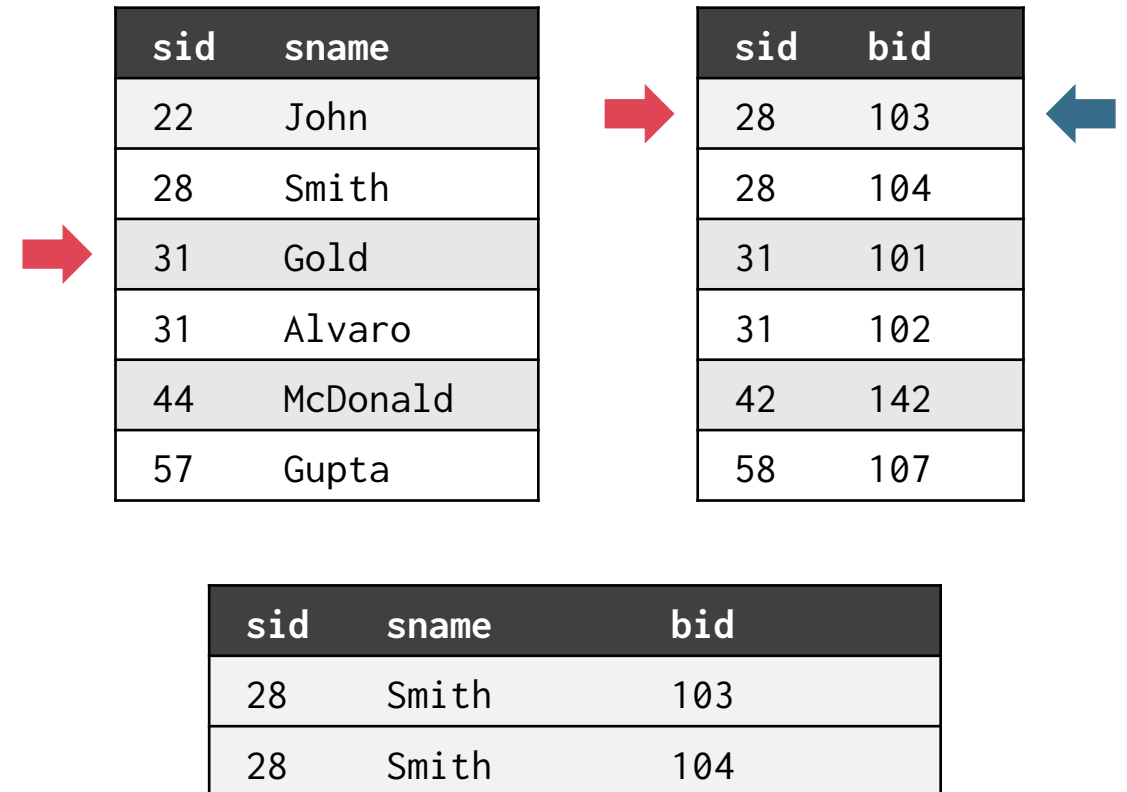 sid sname
22 John
28 Smith
31 Gold
31 Alvaro
44 McDonald
57 Gupta
sid bid
28 103
28 104
31 101
31 102
42 142
58 107
sid sname bid
28 Smith 103
28 Smith 104